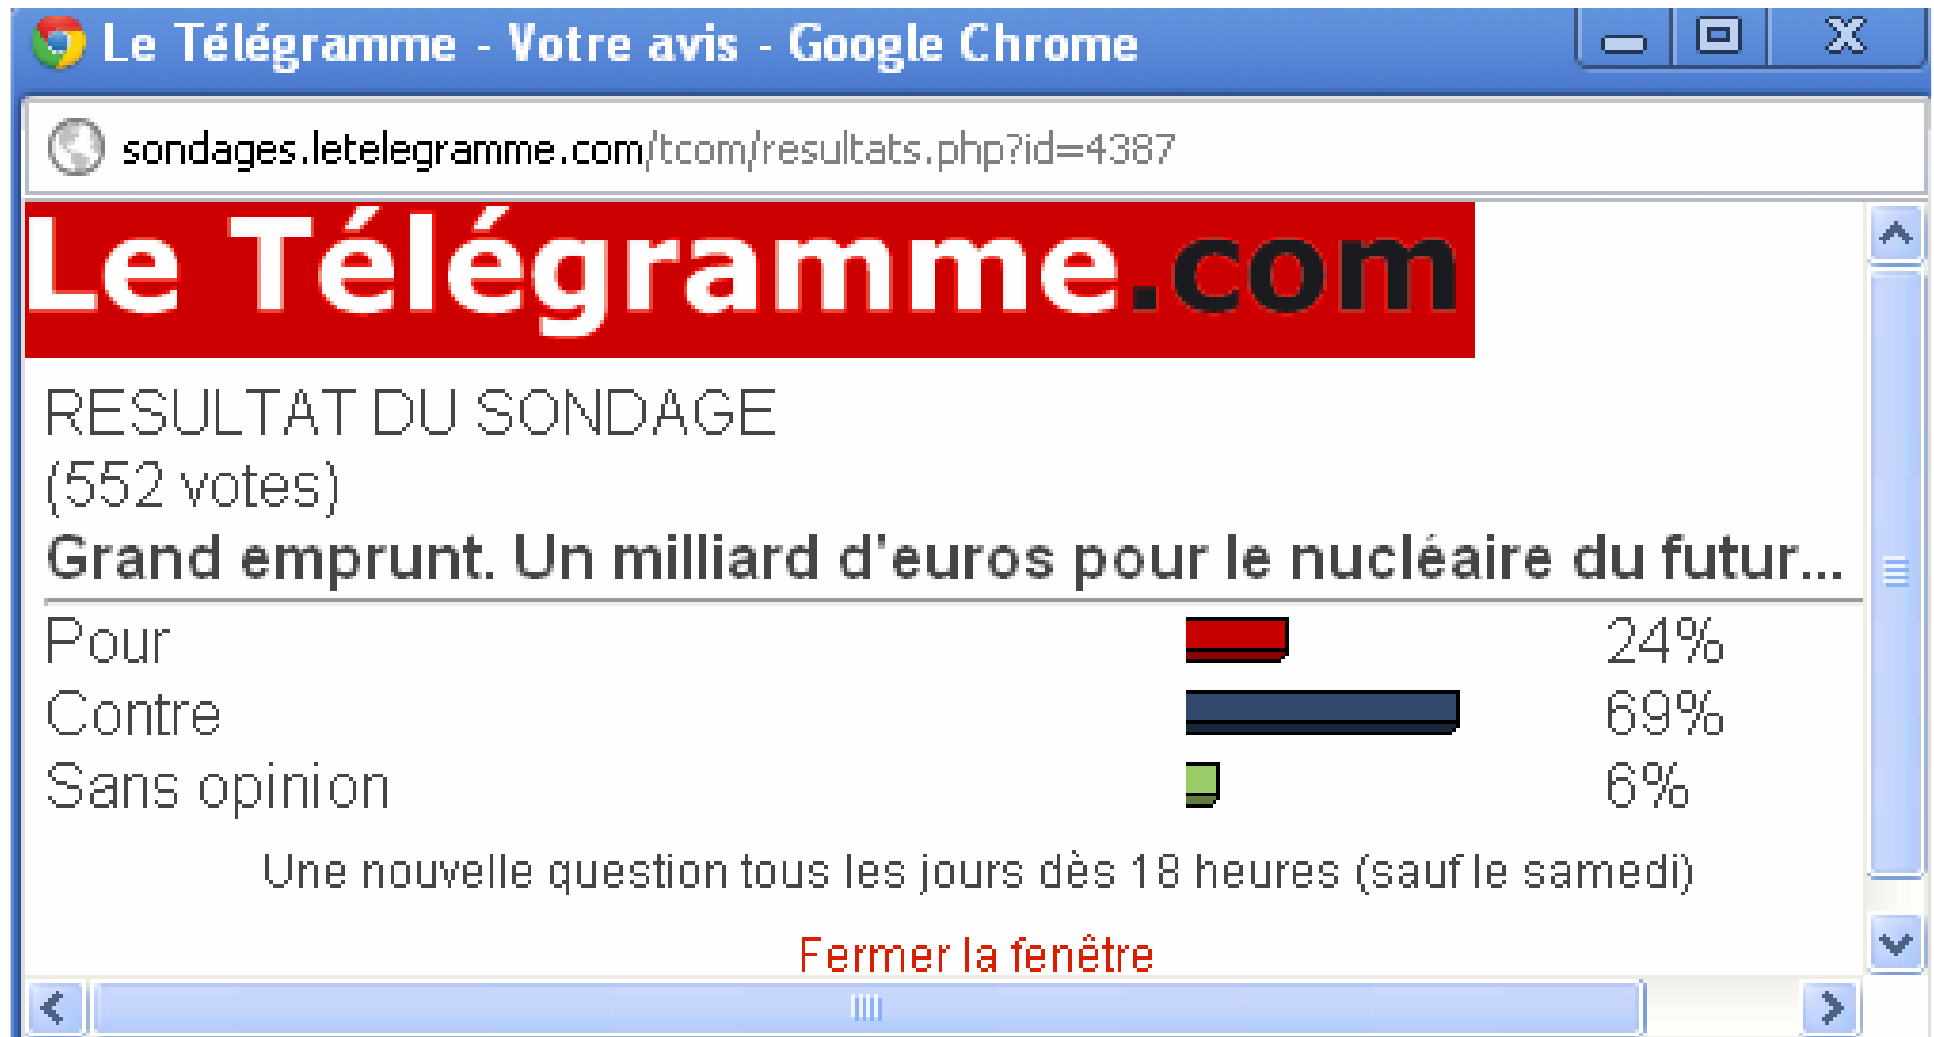 Le Télégramme - Votre avis - Google Chrome
sondages.letelegramme.com/tcom/resultats.php?id=4387
Le Télégramme.com
RESULTAT DU SONDAGE
(552 votes)
Grand emprunt. Un milliard d'euros pour le nucléaire du futur...
Pour 24%
Contre 69%
Sans opinion 6%
Une nouvelle question tous les jours dès 18 heures (sauf le samedi)
Fermer la fenêtre